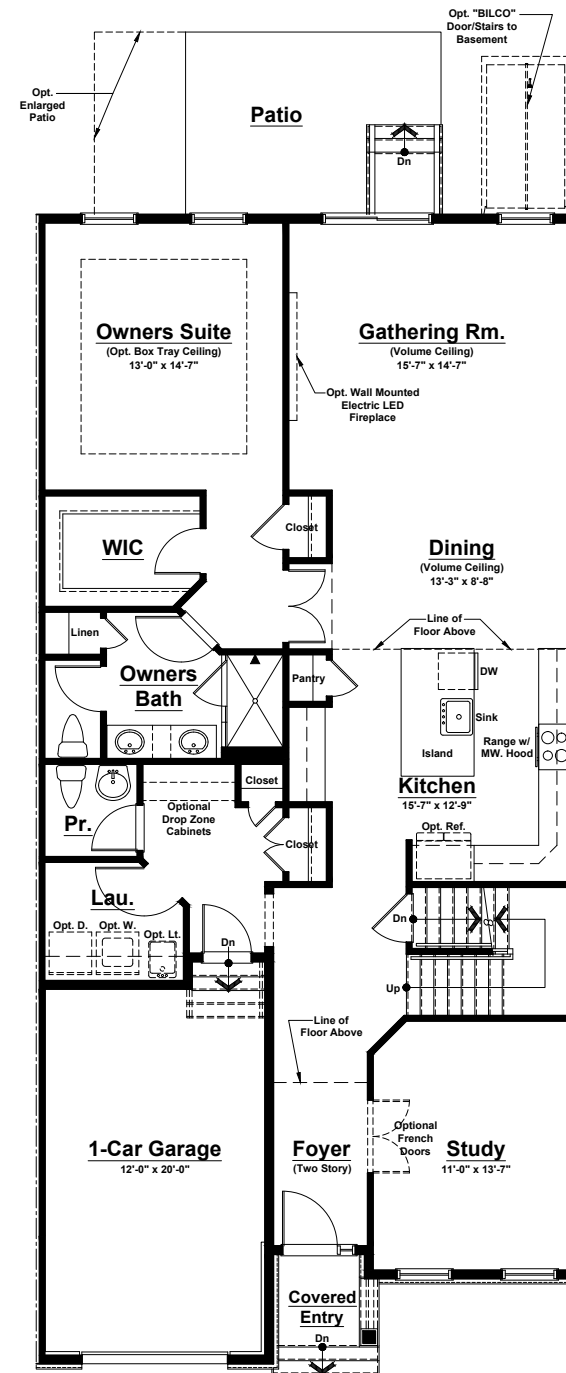 Opt. "BILCO"
Door/Stairs to
Basement
Opt.
Enlarged
Patio
Patio
Dn
Owners Suite
(Opt. Box Tray Ceiling)
13'-0" x 14'-7"
Gathering Rm.
(Volume Ceiling)
15'-7" x 14'-7"
Opt. Wall Mounted
Electric LED
Fireplace
WIC
Closet
Dining
(Volume Ceiling)
13'-3" x 8'-8"
Line of
Floor Above
Linen
Owners
Bath
Pantry
DW
Sink
Island
Range w/
MW. Hood
Kitchen
15'-7" x 12'-9"
Opt. Ref.
Closet
Optional
Drop Zone
Cabinets
Pr.
Closet
Lau.
Opt. D.
Opt. W.
Opt. Lt.
Dn
Dn
Up
Line of
Floor Above
1-Car Garage
12'-0" x 20'-0"
Foyer
(Two Story)
Optional
French
Doors
Study
11'-0" x 13'-7"
Covered
Entry
Dn